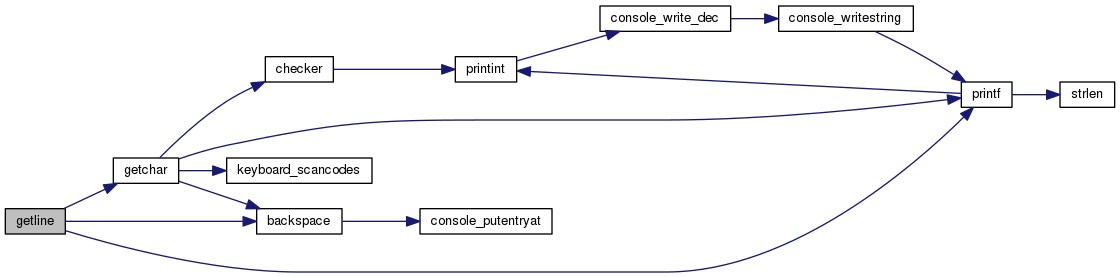 console_write_dec
console_writestring
checker
printint
printf
strlen
getchar
keyboard_scancodes
getline
backspace
console_putentryat